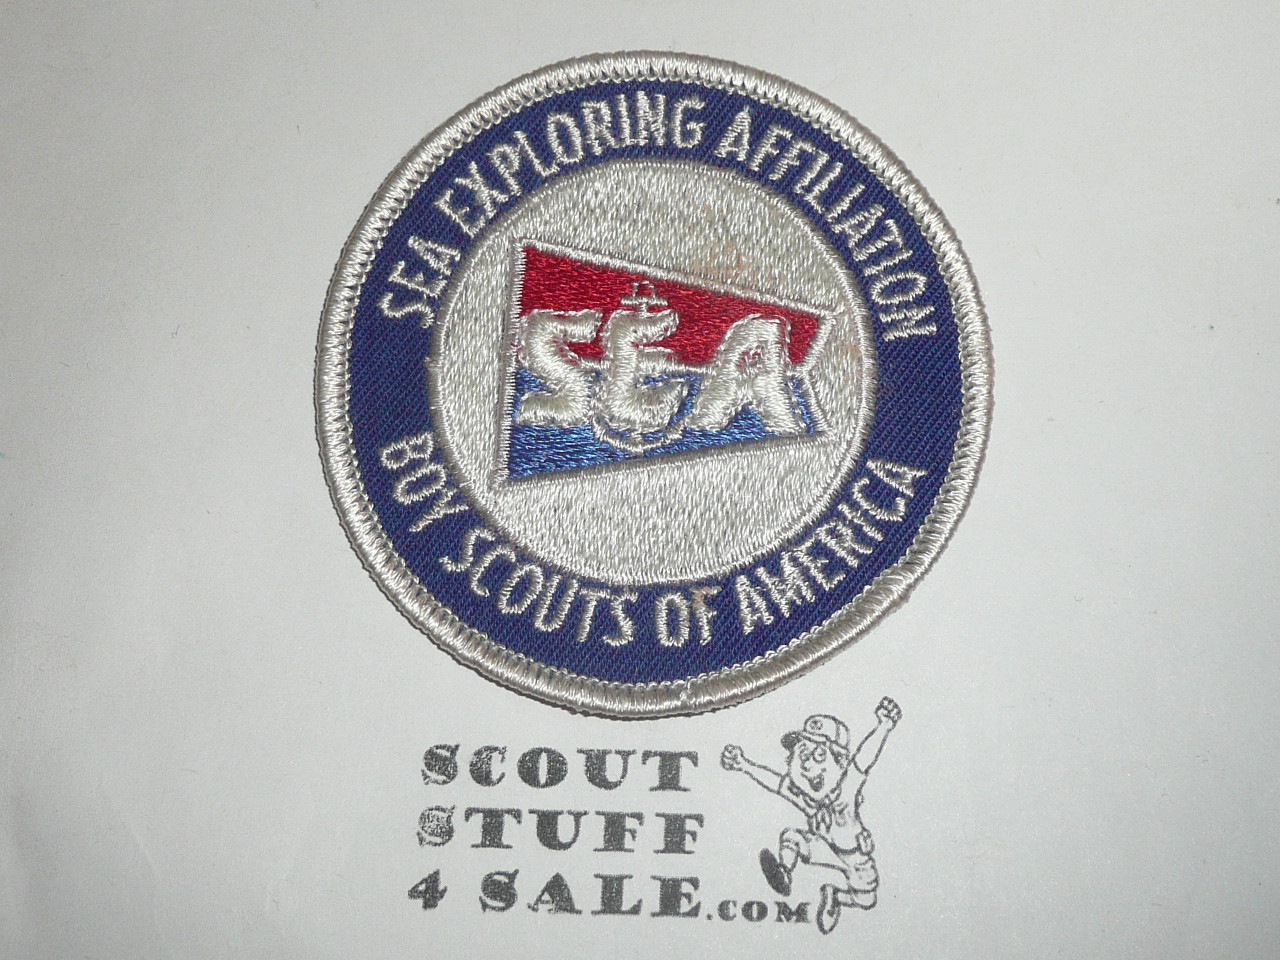 SEA EXPLORING AFFILIATION
SEA
BOY SCOUTS OF AMERICA
SCOUT
STUFF
4 SALE.COM